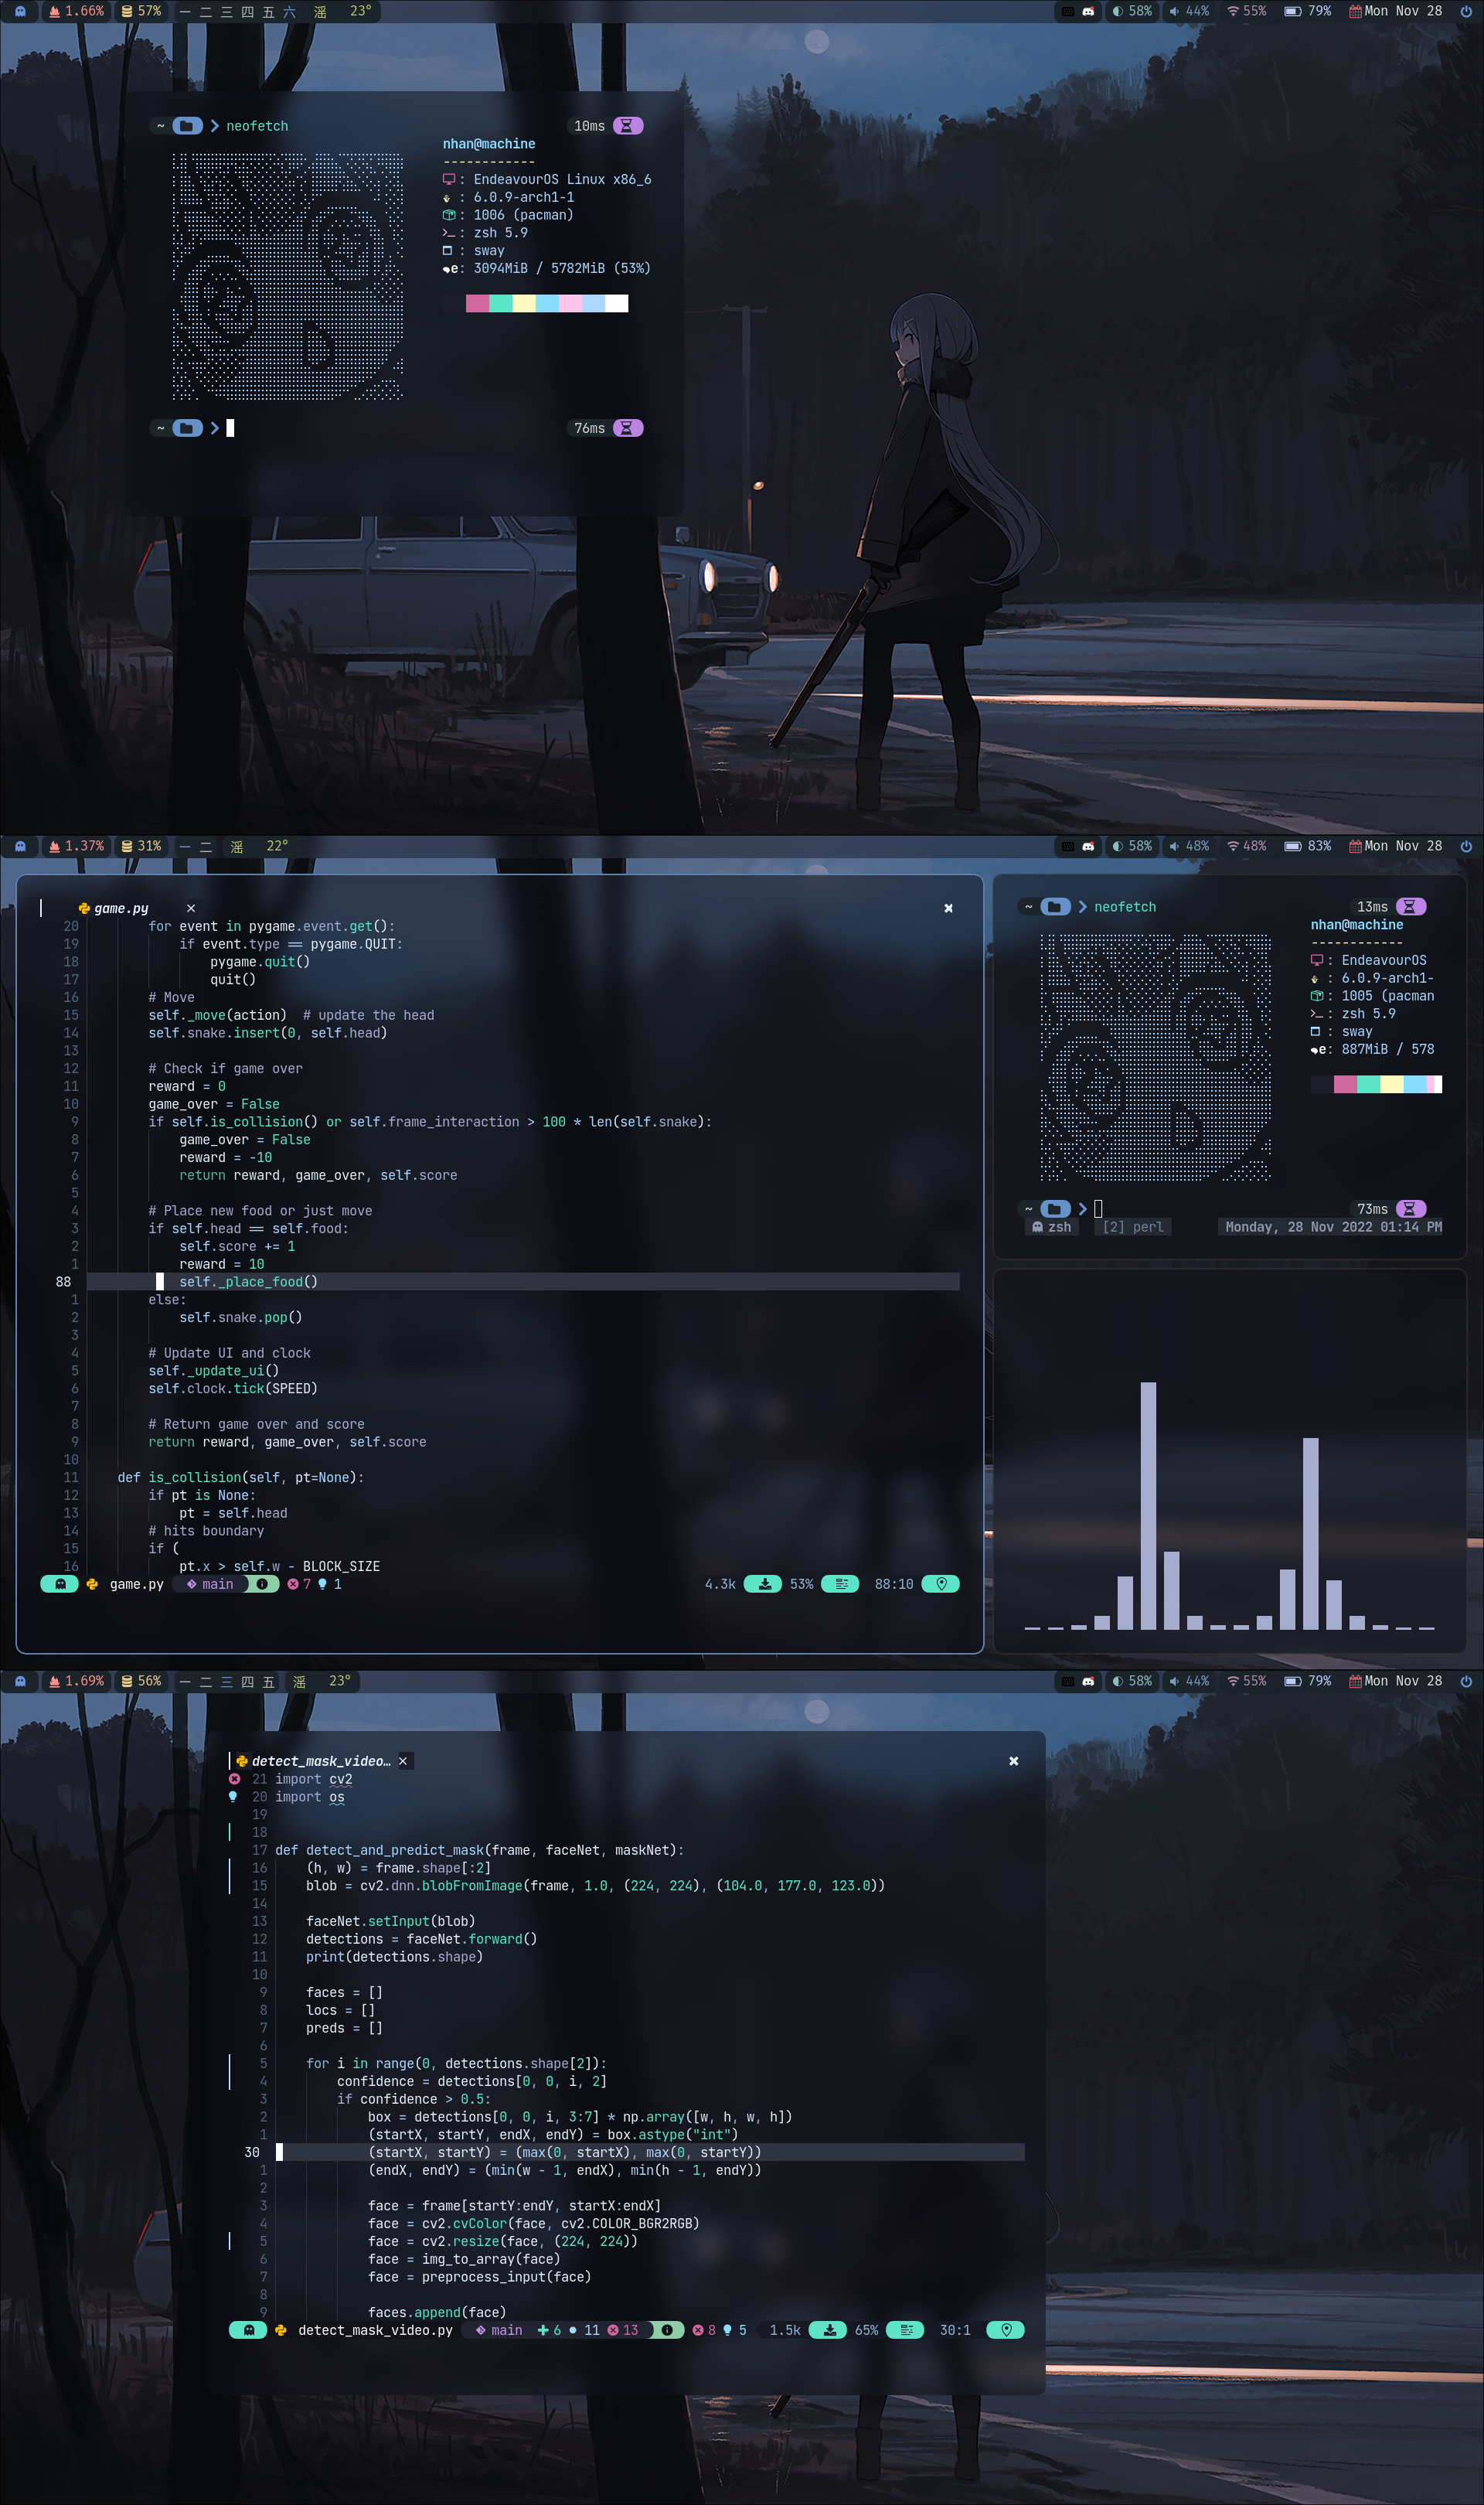 1.66% 57% 一 二 三 四 五 六 滛 23° 58% 44% 55% 79% Mon Nov 28
~ neofetch 10ms
nhan@machine
------------
: EndeavourOS Linux x86_6
: 6.0.9-arch1-1
: 1006 (pacman)
: zsh 5.9
: sway
e: 3094MiB / 5782MiB (53%)
~ 76ms
1.37% 31% 一 二 滛 22° 58% 48% 48% 83% Mon Nov 28
game.py ×
20 for event in pygame.event.get():
19 if event.type == pygame.QUIT:
18 pygame.quit()
17 quit()
16 # Move
15 self._move(action)  # update the head
14 self.snake.insert(0, self.head)
13
12 # Check if game over
11 reward = 0
10 game_over = False
9 if self.is_collision() or self.frame_interaction > 100 * len(self.snake):
8 game_over = False
7 reward = -10
6 return reward, game_over, self.score
5
4 # Place new food or just move
3 if self.head == self.food:
2 self.score += 1
1 reward = 10
88 self._place_food()
1 else:
2 self.snake.pop()
3
4 # Update UI and clock
5 self._update_ui()
6 self.clock.tick(SPEED)
7
8 # Return game over and score
9 return reward, game_over, self.score
10
11 def is_collision(self, pt=None):
12 if pt is None:
13 pt = self.head
14 # hits boundary
15 if (
16 pt.x > self.w - BLOCK_SIZE
game.py main 7 1 4.3k 53% 88:10
~ neofetch 13ms
nhan@machine
------------
: EndeavourOS
: 6.0.9-arch1-
: 1005 (pacman
: zsh 5.9
: sway
e: 887MiB / 578
~ 73ms
zsh [2] perl Monday, 28 Nov 2022 01:14 PM
1.69% 56% 一 二 三 四 五 滛 23° 58% 44% 55% 79% Mon Nov 28
detect_mask_video… ×
21 import cv2
20 import os
19
18
17 def detect_and_predict_mask(frame, faceNet, maskNet):
16 (h, w) = frame.shape[:2]
15 blob = cv2.dnn.blobFromImage(frame, 1.0, (224, 224), (104.0, 177.0, 123.0))
14
13 faceNet.setInput(blob)
12 detections = faceNet.forward()
11 print(detections.shape)
10
9 faces = []
8 locs = []
7 preds = []
6
5 for i in range(0, detections.shape[2]):
4 confidence = detections[0, 0, i, 2]
3 if confidence > 0.5:
2 box = detections[0, 0, i, 3:7] * np.array([w, h, w, h])
1 (startX, startY, endX, endY) = box.astype("int")
30 (startX, startY) = (max(0, startX), max(0, startY))
1 (endX, endY) = (min(w - 1, endX), min(h - 1, endY))
2
3 face = frame[startY:endY, startX:endX]
4 face = cv2.cvColor(face, cv2.COLOR_BGR2RGB)
5 face = cv2.resize(face, (224, 224))
6 face = img_to_array(face)
7 face = preprocess_input(face)
8
9 faces.append(face)
detect_mask_video.py main 6 11 13 8 5 1.5k 65% 30:1